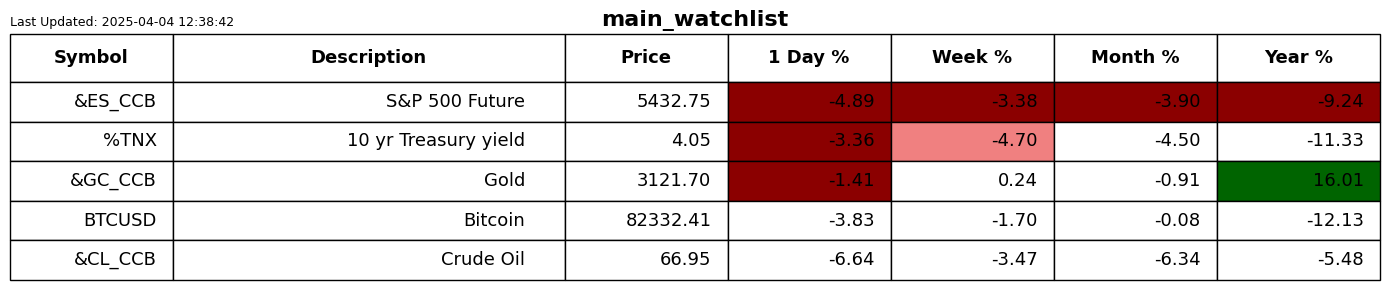 main_watchlist
Last Updated: 2025-04-04 12:38:42
Symbol Description Price 1 Day % Week % Month % Year %
&ES_CCB S&P 500 Future 5432.75 -4.89 -3.38 -3.90 -9.24
%TNX 10 yr Treasury yield 4.05 -3.36 -4.70 -4.50 -11.33
&GC_CCB Gold 3121.70 -1.41 0.24 -0.91 16.01
BTCUSD Bitcoin 82332.41 -3.83 -1.70 -0.08 -12.13
&CL_CCB Crude Oil 66.95 -6.64 -3.47 -6.34 -5.48